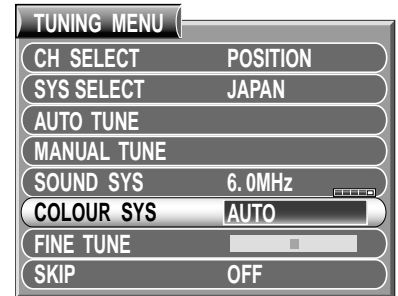 TUNING MENU
CH SELECT POSITION
SYS SELECT JAPAN
AUTO TUNE
MANUAL TUNE
SOUND SYS 6. 0MHz
COLOUR SYS AUTO
FINE TUNE
SKIP OFF